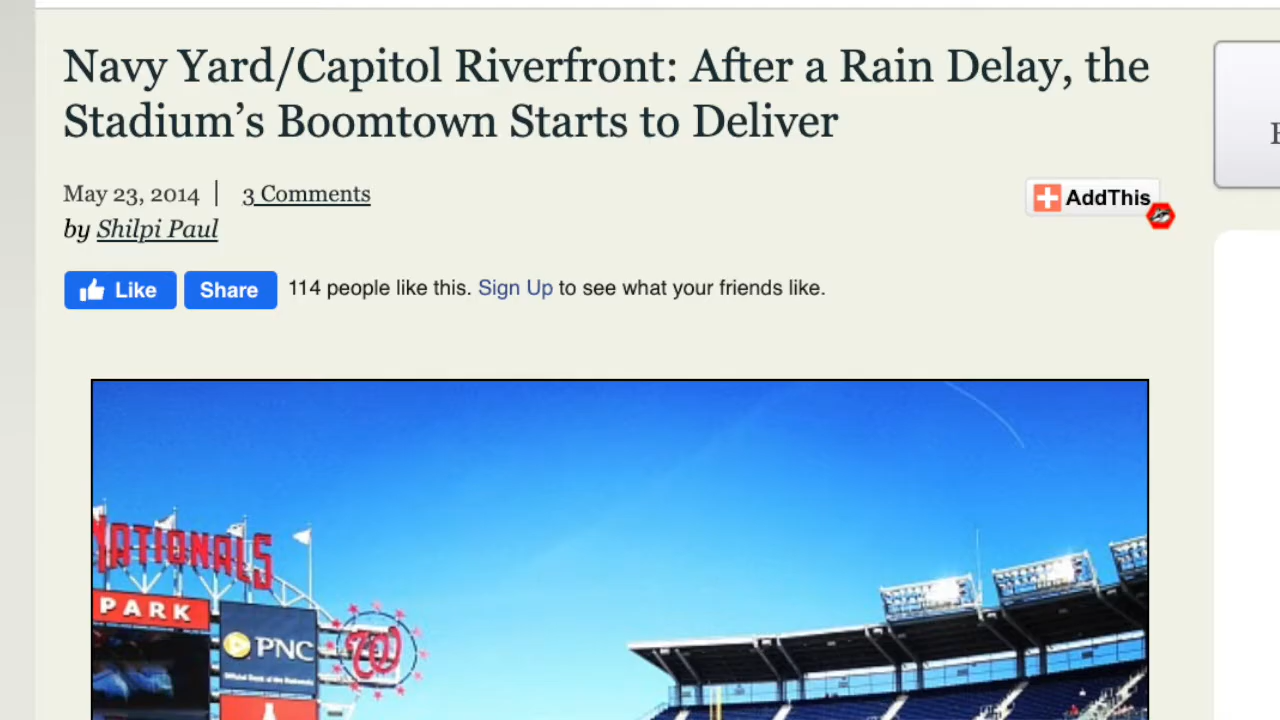 Navy Yard/Capitol Riverfront: After a Rain Delay, the
Stadium’s Boomtown Starts to Deliver
May 23, 2014 | 3 Comments
by Shilpi Paul
AddThis
Like Share 114 people like this. Sign Up to see what your friends like.
NATIONALS
PARK
PNC
W